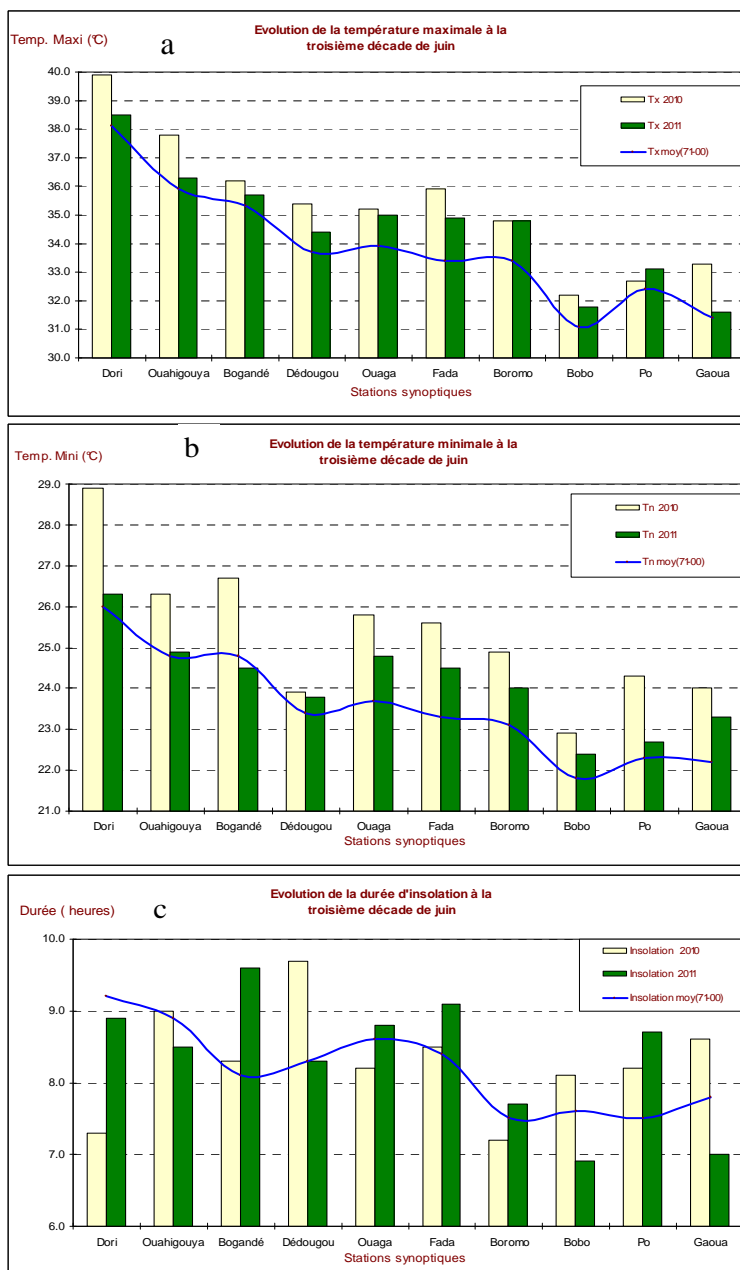 Evolution de la température maximale à la
troisième décade de juin
Temp. Maxi (°C)
a
Tx 2010
Tx 2011
Tx moy(71-00)
40.0
39.0
38.0
37.0
36.0
35.0
34.0
33.0
32.0
31.0
30.0
Dori Ouahigouya Bogandé Dédougou Ouaga Fada Boromo Bobo Po Gaoua
Stations synoptiques
Evolution de la température minimale à la
troisième décade de juin
Temp. Mini (°C)
b
Tn 2010
Tn 2011
Tn moy(71-00)
29.0
28.0
27.0
26.0
25.0
24.0
23.0
22.0
21.0
Dori Ouahigouya Bogandé Dédougou Ouaga Fada Boromo Bobo Po Gaoua
Stations synoptiques
Evolution de la durée d'insolation à la
troisième décade de juin
Durée ( heures)
c
Insolation 2010
Insolation 2011
Insolation moy(71-00)
10.0
9.0
8.0
7.0
6.0
Dori Ouahigouya Bogandé Dédougou Ouaga Fada Boromo Bobo Po Gaoua
Stations synoptiques